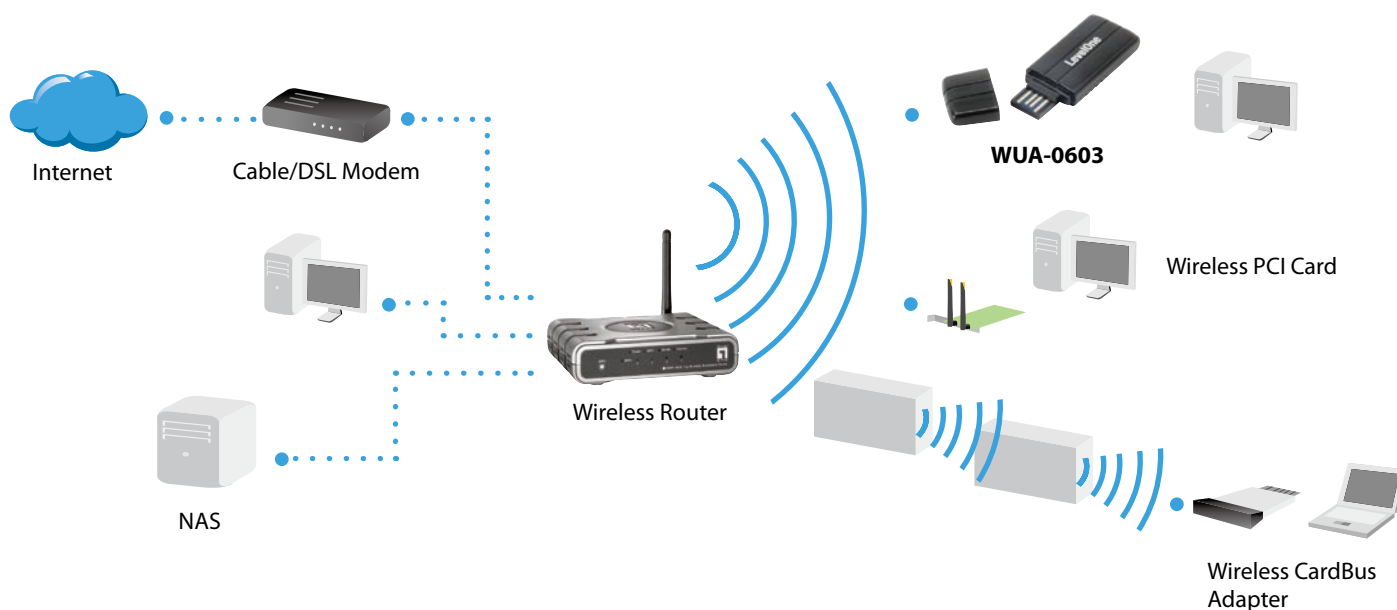 LevelOne
WUA-0603
Internet
Cable/DSL Modem
Wireless PCI Card
Wireless Router
NAS
Wireless CardBus
Adapter